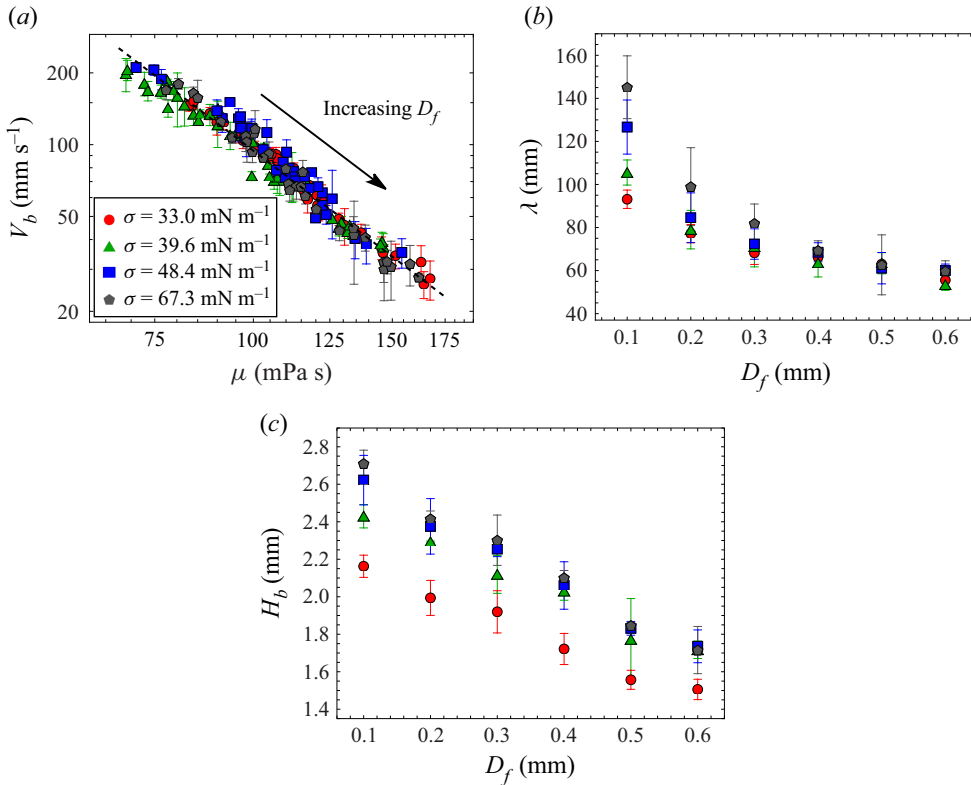 (a)
200
100
50
20
V_b (mm s⁻¹)
Increasing D_f
σ = 33.0 mN m⁻¹
σ = 39.6 mN m⁻¹
σ = 48.4 mN m⁻¹
σ = 67.3 mN m⁻¹
75 100 125 150 175
μ (mPa s)
(b)
160
140
120
100
80
60
40
λ (mm)
0.1 0.2 0.3 0.4 0.5 0.6
D_f (mm)
(c)
2.8
2.6
2.4
2.2
2.0
1.8
1.6
1.4
H_b (mm)
0.1 0.2 0.3 0.4 0.5 0.6
D_f (mm)